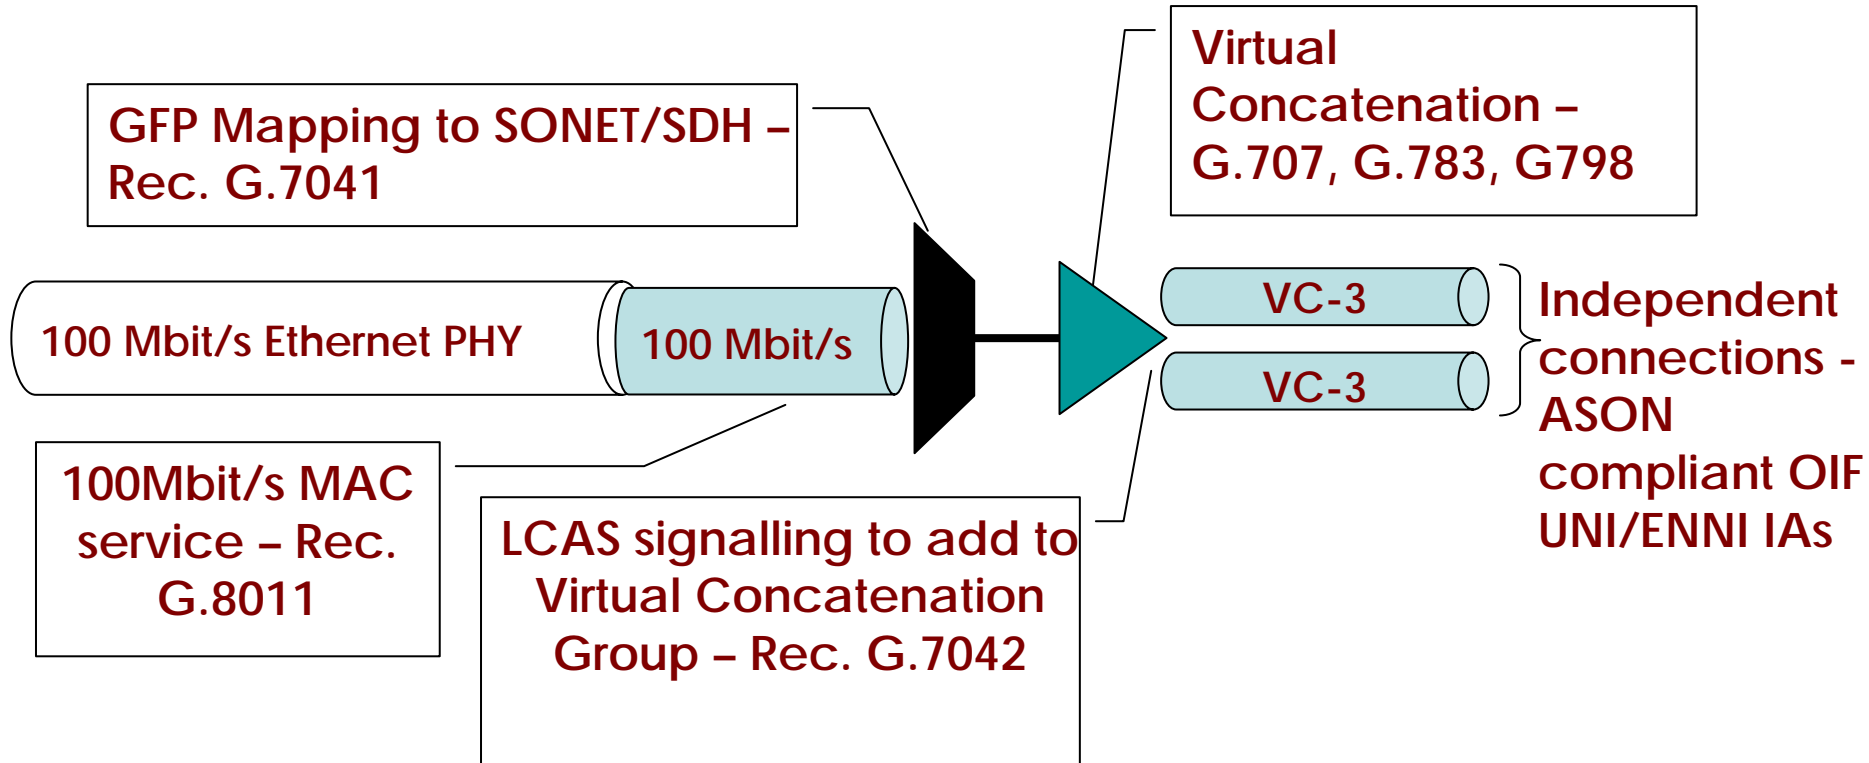 Virtual
Concatenation –
G.707, G.783, G798
GFP Mapping to SONET/SDH –
Rec. G.7041
100 Mbit/s Ethernet PHY
100 Mbit/s
VC-3
VC-3
Independent
connections -
ASON
compliant OIF
UNI/ENNI IAs
100Mbit/s MAC
service – Rec.
G.8011
LCAS signalling to add to
Virtual Concatenation
Group – Rec. G.7042